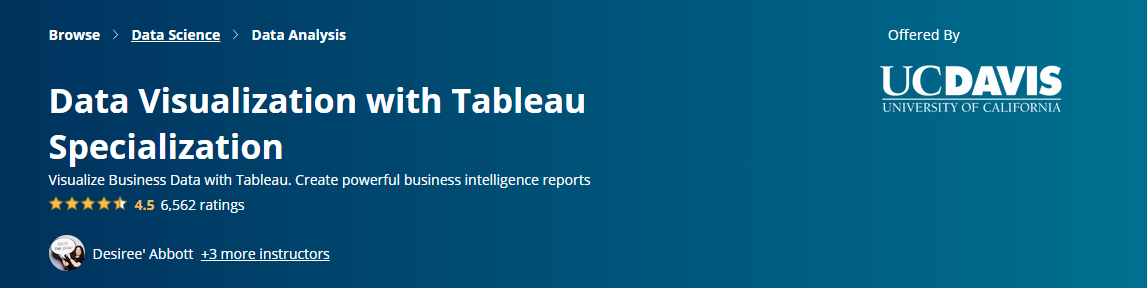 Browse > Data Science > Data Analysis
Offered By
UCDAVIS
UNIVERSITY OF CALIFORNIA
Data Visualization with Tableau
Specialization
Visualize Business Data with Tableau. Create powerful business intelligence reports
4.5 6,562 ratings
Desiree' Abbott +3 more instructors